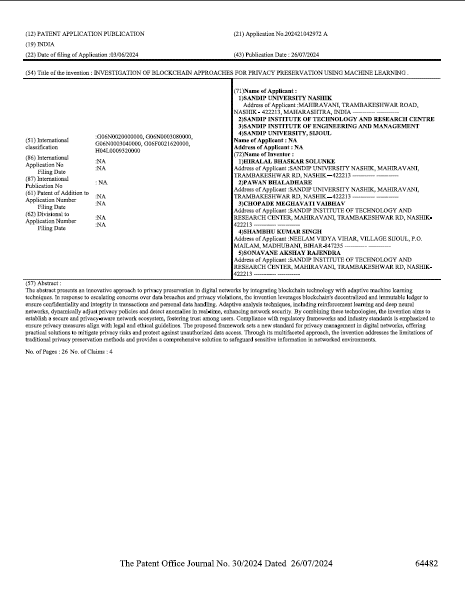 (12) PATENT APPLICATION PUBLICATION
(21) Application No.202421042972 A
(19) INDIA
(22) Date of filing of Application :03/06/2024
(43) Publication Date : 26/07/2024
(54) Title of the invention : INVESTIGATION OF BLOCKCHAIN APPROACHES FOR PRIVACY PRESERVATION USING MACHINE LEARNING .
(51) International classification
:G06N0020000000, G06N0003080000, G06N0003040000, G06F0021620000, H04L0009320000
(86) International Application No
:NA
Filing Date
:NA
(87) International Publication No
: NA
(61) Patent of Addition to Application Number
:NA
Filing Date
:NA
(62) Divisional to Application Number
:NA
Filing Date
:NA
(71)Name of Applicant :
1)SANDIP UNIVERSITY NASHIK
Address of Applicant :MAHIRAVANI, TRAMBAKESHWAR ROAD,
NASHIK - 422213, MAHARASHTRA, INDIA ----------- -----------
2)SANDIP INSTITUTE OF TECHNOLOGY AND RESEARCH CENTRE
3)SANDIP INSTITUTE OF ENGINEERING AND MANAGEMENT
4)SANDIP UNIVERSITY, SIJOUL
Name of Applicant : NA
Address of Applicant : NA
(72)Name of Inventor :
1)HIRALAL BHASKAR SOLUNKE
Address of Applicant :SANDIP UNIVERSITY NASHIK, MAHIRAVANI,
TRAMBAKESHWAR RD, NASHIK –422213 ----------- -----------
2)PAWAN BHALADHARE
Address of Applicant :SANDIP UNIVERSITY NASHIK, MAHIRAVANI,
TRAMBAKESHWAR RD, NASHIK –422213 ----------- -----------
3)CHOPADE MEGHAVATI VAIBHAV
Address of Applicant :SANDIP INSTITUTE OF TECHNOLOGY AND
RESEARCH CENTER, MAHIRAVANI, TRAMBAKESHWAR RD, NASHIK-
422213 ----------- -----------
4)SHAMBHU KUMAR SINGH
Address of Applicant :NEELAM VIDYA VIHAR, VILLAGE SIJOUL, P.O.
MAILAM, MADHUBANI, BIHAR-847235 ----------- -----------
5)SONAVANE AKSHAY RAJENDRA
Address of Applicant :SANDIP INSTITUTE OF TECHNOLOGY AND
RESEARCH CENTER, MAHIRAVANI, TRAMBAKESHWAR RD, NASHIK-
422213 ----------- -----------
(57) Abstract :
The abstract presents an innovative approach to privacy preservation in digital networks by integrating blockchain technology with adaptive machine learning
techniques. In response to escalating concerns over data breaches and privacy violations, the invention leverages blockchain's decentralized and immutable ledger to
ensure confidentiality and integrity in transactions and personal data handling. Adaptive analysis techniques, including reinforcement learning and deep neural
networks, dynamically adjust privacy policies and detect anomalies in real-time, enhancing network security. By combining these technologies, the invention aims to
establish a secure and privacy-aware network ecosystem, fostering trust among users. Compliance with regulatory frameworks and industry standards is emphasized to
ensure privacy measures align with legal and ethical guidelines. The proposed framework sets a new standard for privacy management in digital networks, offering
practical solutions to mitigate privacy risks and protect against unauthorized data access. Through its multifaceted approach, the invention addresses the limitations of
traditional privacy preservation methods and provides a comprehensive solution to safeguard sensitive information in networked environments.
No. of Pages : 26 No. of Claims : 4
The Patent Office Journal No. 30/2024 Dated 26/07/2024
64482